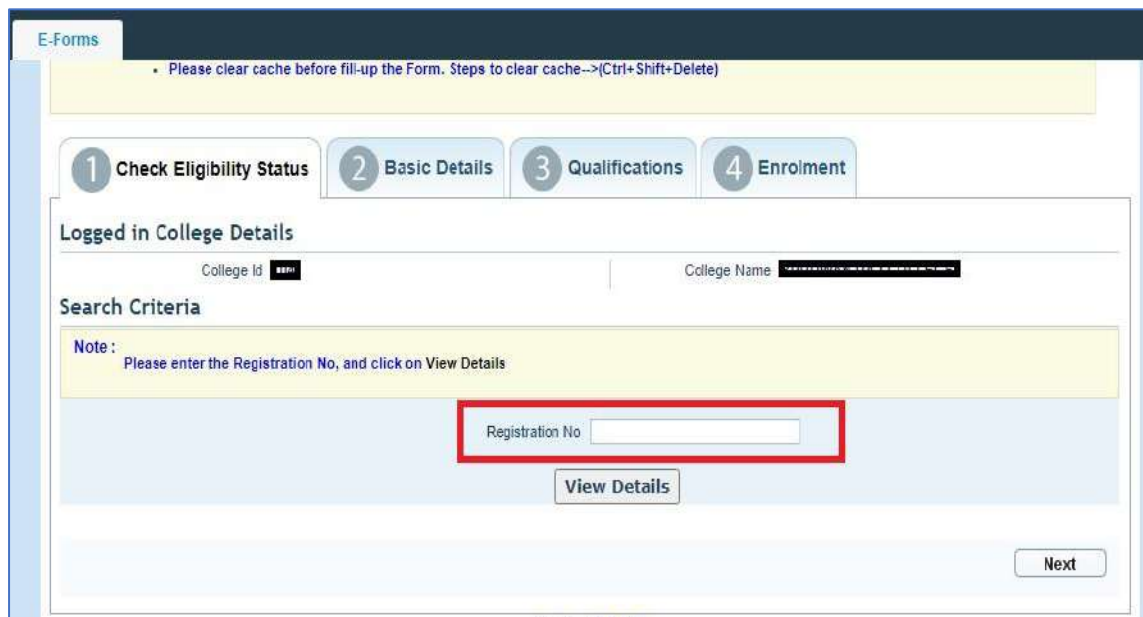 E-Forms
• Please clear cache before fill-up the Form. Steps to clear cache-->(Ctrl+Shift+Delete)
1 Check Eligibility Status 2 Basic Details 3 Qualifications 4 Enrolment
Logged in College Details
College Id College Name
Search Criteria
Note :
Please enter the Registration No, and click on View Details
Registration No
View Details
Next